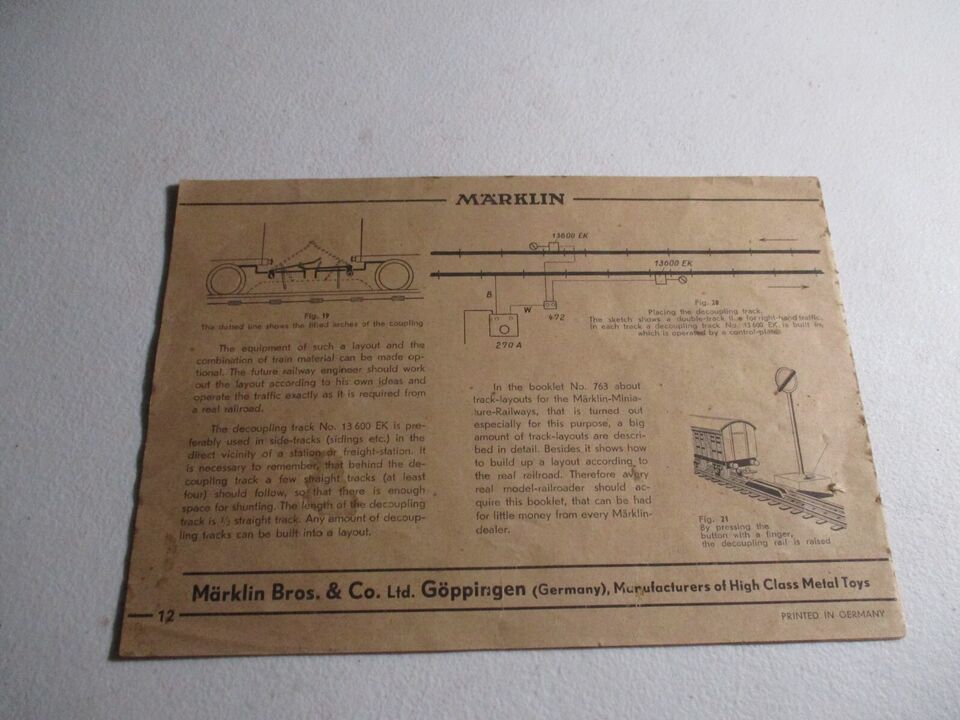 MÄRKLIN
Fig. 19
The dotted line shows the lifted arches of the coupling
The equipment of such a layout and the
combination of train material can be made op-
tional. The future railway engineer should work
out the layout according to his own ideas and
operate the traffic exactly as it is required from
a real railroad.
The decoupling track No. 13 600 EK is pre-
ferably used in side-tracks (sidings etc.) in the
direct vicinity of a station or freight-station. It
is necessary to remember, that behind the de-
coupling track a few straight tracks (at least
four) should follow, so that there is enough
space for shunting. The length of the decoupling
track is ½ straight track. Any amount of decoup-
ling tracks can be built into a layout.
13600 EK
13600 EK
B
W
472
270 A
Fig. 20
Placing the decoupling track.
The sketch shows a double-track line for right-hand traffic.
In each track a decoupling track No. 13 600 EK is built in,
which is operated by a control-plate.
In the booklet No. 763 about
track-layouts for the Märklin-Minia-
ture-Railways, that is turned out
especially for this purpose, a big
amount of track-layouts are descri-
bed in detail. Besides it shows how
to build up a layout according to
the real railroad. Therefore avery
real model-railroader should ac-
quire this booklet, that can be had
for little money from every Märklin-
dealer.
Fig. 21
By pressing the
button with a finger,
the decoupling rail is raised
Märklin Bros. & Co. Ltd. Göppingen (Germany), Manufacturers of High Class Metal Toys
12
PRINTED IN GERMANY